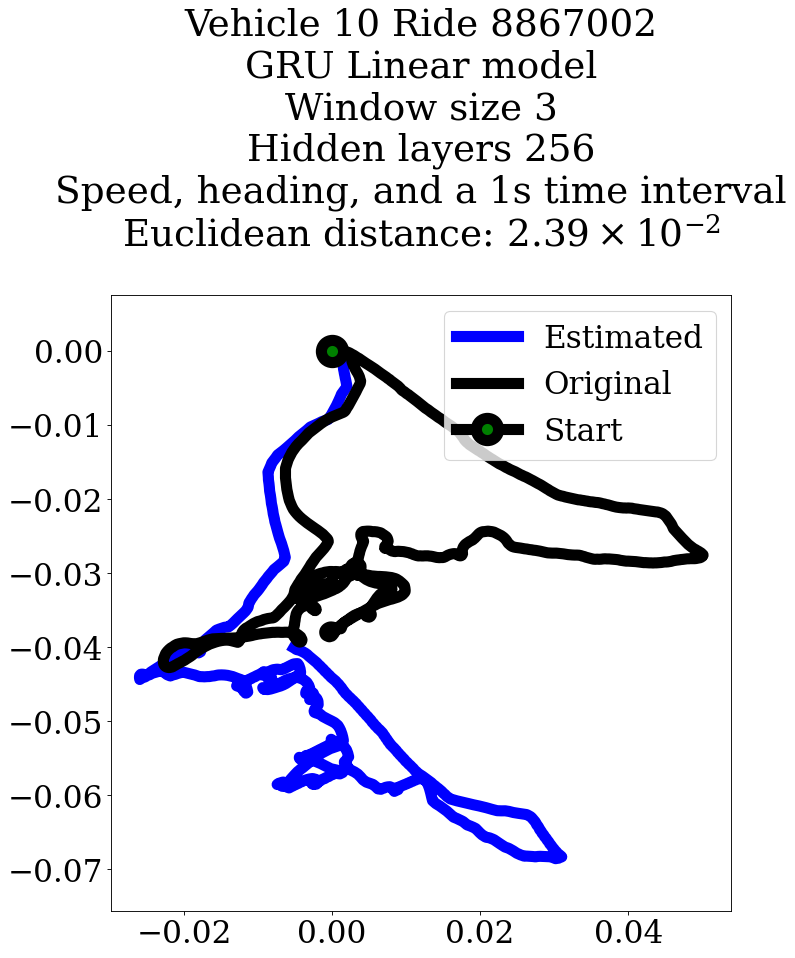 Vehicle 10 Ride 8867002
GRU Linear model
Window size 3
Hidden layers 256
Speed, heading, and a 1s time interval
Euclidean distance: 2.39 × 10⁻²
Estimated
Original
Start
0.00
−0.01
−0.02
−0.03
−0.04
−0.05
−0.06
−0.07
−0.02 0.00 0.02 0.04